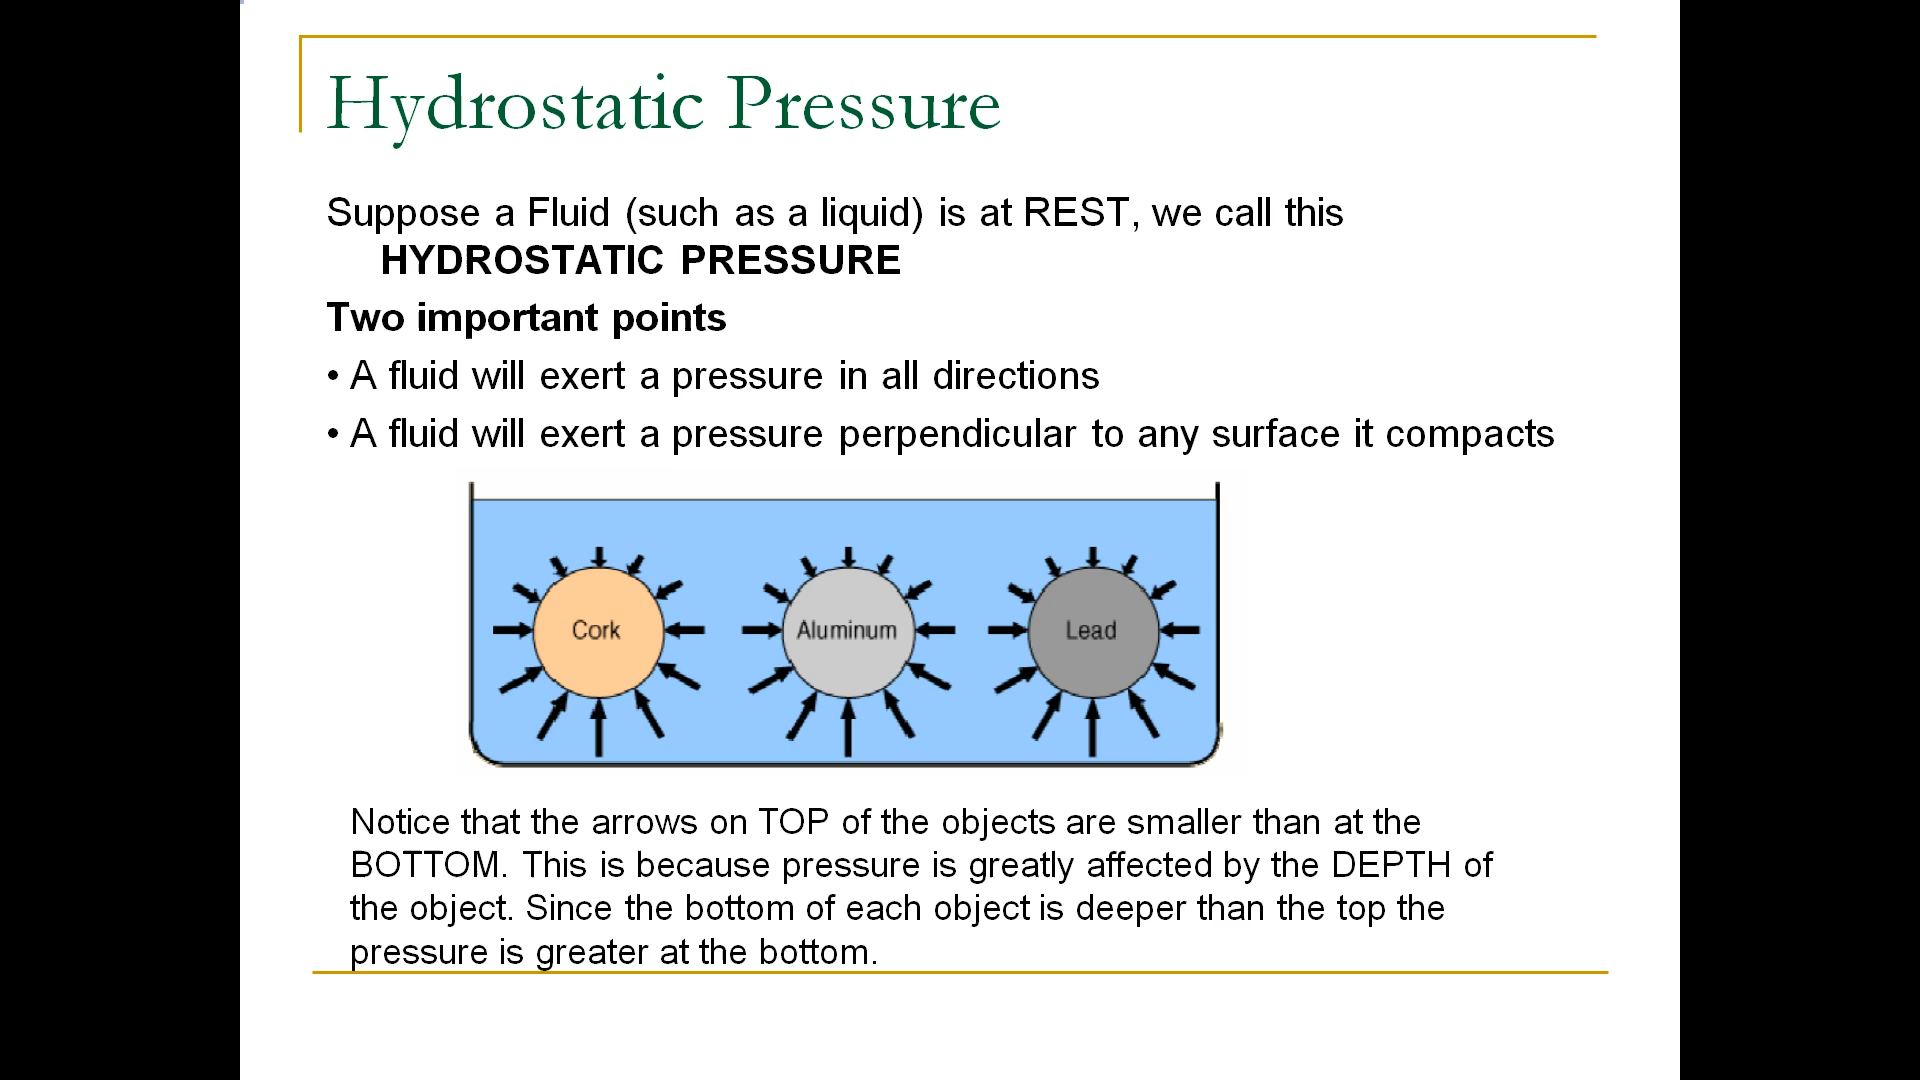 Hydrostatic Pressure
Suppose a Fluid (such as a liquid) is at REST, we call this
HYDROSTATIC PRESSURE
Two important points
• A fluid will exert a pressure in all directions
• A fluid will exert a pressure perpendicular to any surface it compacts
Cork Aluminum Lead
Notice that the arrows on TOP of the objects are smaller than at the
BOTTOM. This is because pressure is greatly affected by the DEPTH of
the object. Since the bottom of each object is deeper than the top the
pressure is greater at the bottom.